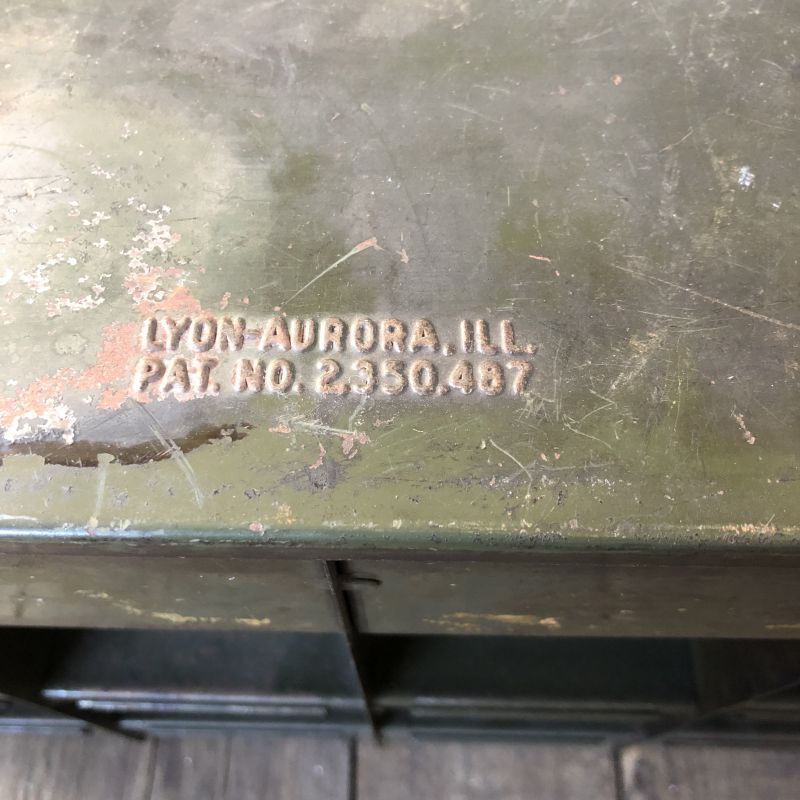 LYON-AURORA, ILL.
PAT. NO. 2,350,487